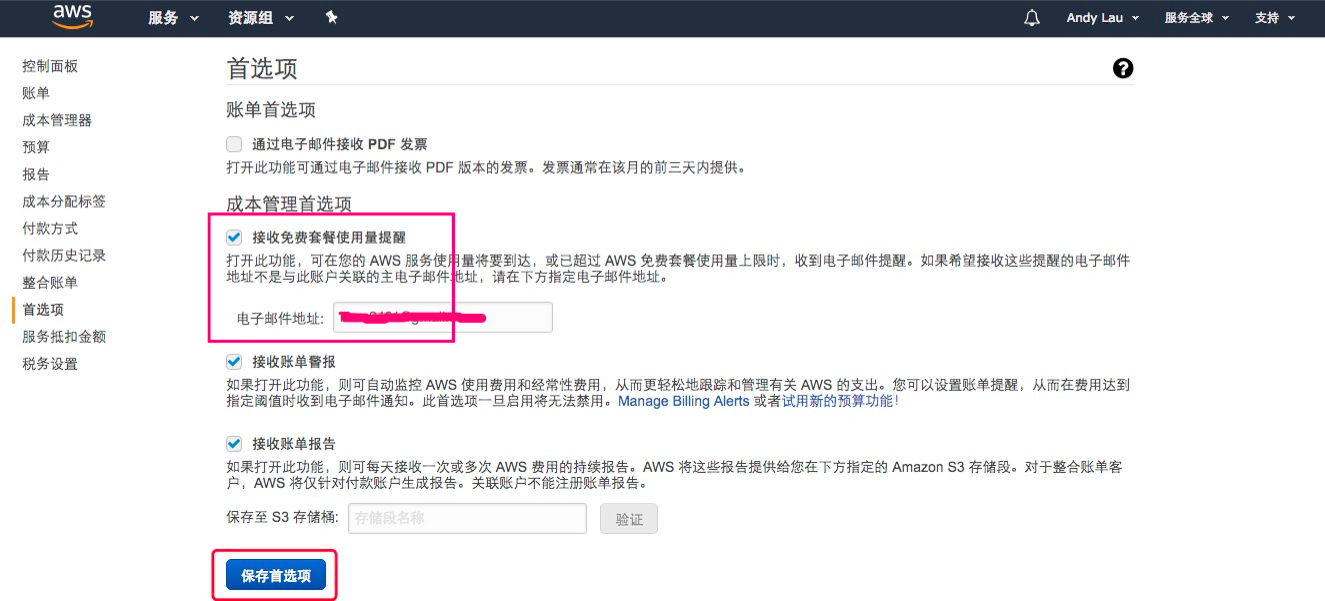 aws 服务 资源组 Andy Lau 服务全球 支持
控制面板
账单
成本管理器
预算
报告
成本分配标签
付款方式
付款历史记录
整合账单
首选项
服务抵扣金额
税务设置
首选项
账单首选项
通过电子邮件接收 PDF 发票
打开此功能可通过电子邮件接收 PDF 版本的发票。发票通常在该月的前三天内提供。
成本管理首选项
接收免费套餐使用量提醒
打开此功能，可在您的 AWS 服务使用量将要到达，或已超过 AWS 免费套餐使用量上限时，收到电子邮件提醒。如果希望接收这些提醒的电子邮件
地址不是与此账户关联的主电子邮件地址，请在下方指定电子邮件地址。
电子邮件地址:
接收账单警报
如果打开此功能，则可自动监控 AWS 使用费用和经常性费用，从而更轻松地跟踪和管理有关 AWS 的支出。您可以设置账单提醒，从而在费用达到
指定阈值时收到电子邮件通知。此首选项一旦启用将无法禁用。Manage Billing Alerts 或者试用新的预算功能！
接收账单报告
如果打开此功能，则可每天接收一次或多次 AWS 费用的持续报告。AWS 将这些报告提供给您在下方指定的 Amazon S3 存储段。对于整合账单客
户，AWS 将仅针对付款账户生成报告。关联账户不能注册账单报告。
保存至 S3 存储桶: 存储段名称 验证
保存首选项